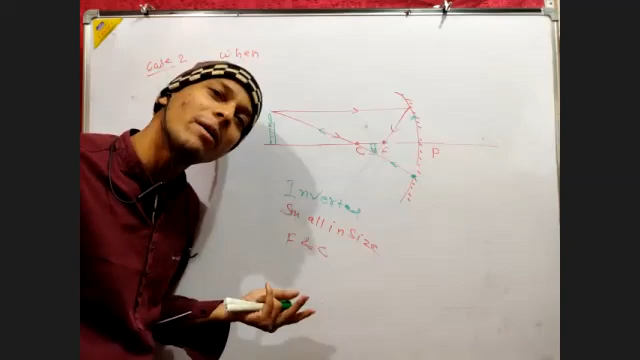 Case 2 when
C F P
Inverted
Small in Size
F & C